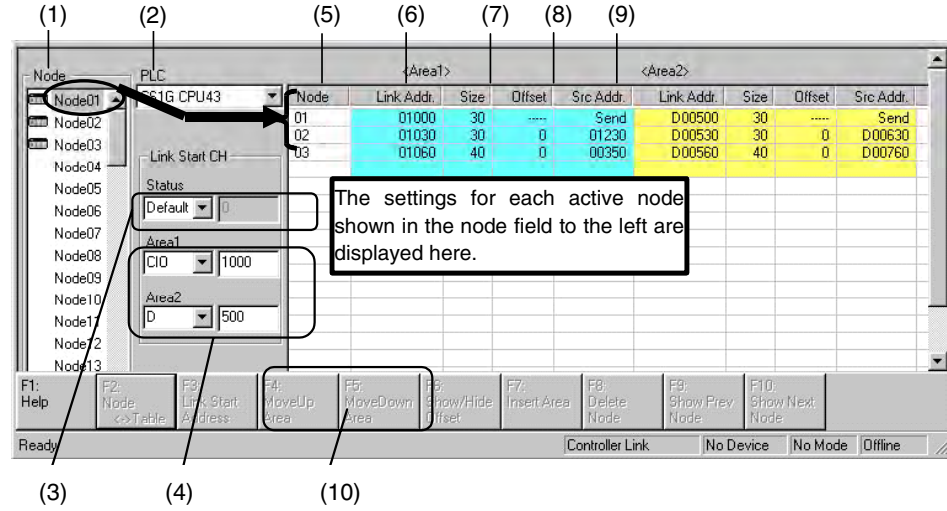 (1) (2) (5) (6) (7) (8) (9)
<Area1> <Area2>
Node PLC
CPU43
Node Link Addr. Size Offset Src Addr. Link Addr. Size Offset Src Addr.
01 01000 30 ----- Send D00500 30 ----- Send
02 01030 30 0 01230 D00530 30 0 D00630
03 01060 40 0 00350 D00560 40 0 D00760
Node01
Node02
Node03
Node04
Node05
Node06
Node07
Node08
Node09
Node10
Node11
Node12
Node13
Link Start CH
Status
Default 0
Area1
CIO 1000
Area2
D 500
The settings for each active node
shown in the node field to the left are
displayed here.
F1: Help
F2: Node <->Table
F3: Link Start Address
F4: MoveUp Area
F5: MoveDown Area
F6: Show/Hide Offset
F7: Insert Area
F8: Delete Node
F9: Show Prev Node
F10: Show Next Node
Ready Controller Link No Device No Mode Offline
(3) (4) (10)